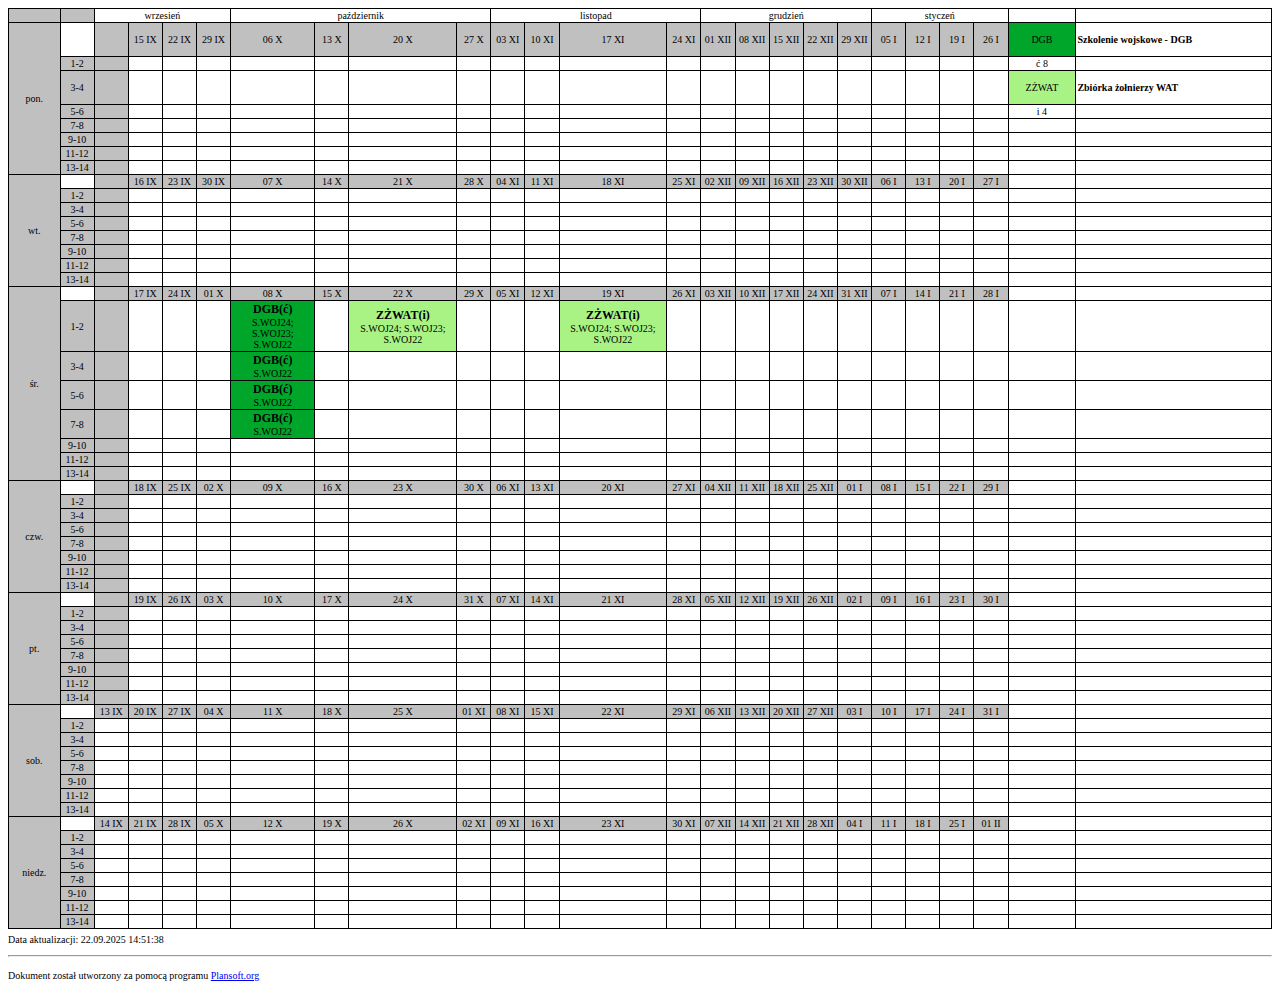 wrzesień październik listopad grudzień styczeń
pon. 15 IX 22 IX 29 IX 06 X 13 X 20 X 27 X 03 XI 10 XI 17 XI 24 XI 01 XII 08 XII 15 XII 22 XII 29 XII 05 I 12 I 19 I 26 I DGB Szkolenie wojskowe - DGB
1-2 ć 8
3-4 ZŻWAT Zbiórka żołnierzy WAT
5-6 i 4
7-8
9-10
11-12
13-14
wt. 16 IX 23 IX 30 IX 07 X 14 X 21 X 28 X 04 XI 11 XI 18 XI 25 XI 02 XII 09 XII 16 XII 23 XII 30 XII 06 I 13 I 20 I 27 I
1-2
3-4
5-6
7-8
9-10
11-12
13-14
śr. 17 IX 24 IX 01 X 08 X 15 X 22 X 29 X 05 XI 12 XI 19 XI 26 XI 03 XII 10 XII 17 XII 24 XII 31 XII 07 I 14 I 21 I 28 I
1-2 DGB(ć) S.WOJ24; S.WOJ23; S.WOJ22 ZŻWAT(i) S.WOJ24; S.WOJ23; S.WOJ22 ZŻWAT(i) S.WOJ24; S.WOJ23; S.WOJ22
3-4 DGB(ć) S.WOJ22
5-6 DGB(ć) S.WOJ22
7-8 DGB(ć) S.WOJ22
9-10
11-12
13-14
czw. 18 IX 25 IX 02 X 09 X 16 X 23 X 30 X 06 XI 13 XI 20 XI 27 XI 04 XII 11 XII 18 XII 25 XII 01 I 08 I 15 I 22 I 29 I
1-2
3-4
5-6
7-8
9-10
11-12
13-14
pt. 19 IX 26 IX 03 X 10 X 17 X 24 X 31 X 07 XI 14 XI 21 XI 28 XI 05 XII 12 XII 19 XII 26 XII 02 I 09 I 16 I 23 I 30 I
1-2
3-4
5-6
7-8
9-10
11-12
13-14
sob. 13 IX 20 IX 27 IX 04 X 11 X 18 X 25 X 01 XI 08 XI 15 XI 22 XI 29 XI 06 XII 13 XII 20 XII 27 XII 03 I 10 I 17 I 24 I 31 I
1-2
3-4
5-6
7-8
9-10
11-12
13-14
niedz. 14 IX 21 IX 28 IX 05 X 12 X 19 X 26 X 02 XI 09 XI 16 XI 23 XI 30 XI 07 XII 14 XII 21 XII 28 XII 04 I 11 I 18 I 25 I 01 II
1-2
3-4
5-6
7-8
9-10
11-12
13-14
Data aktualizacji: 22.09.2025 14:51:38
Dokument został utworzony za pomocą programu Plansoft.org